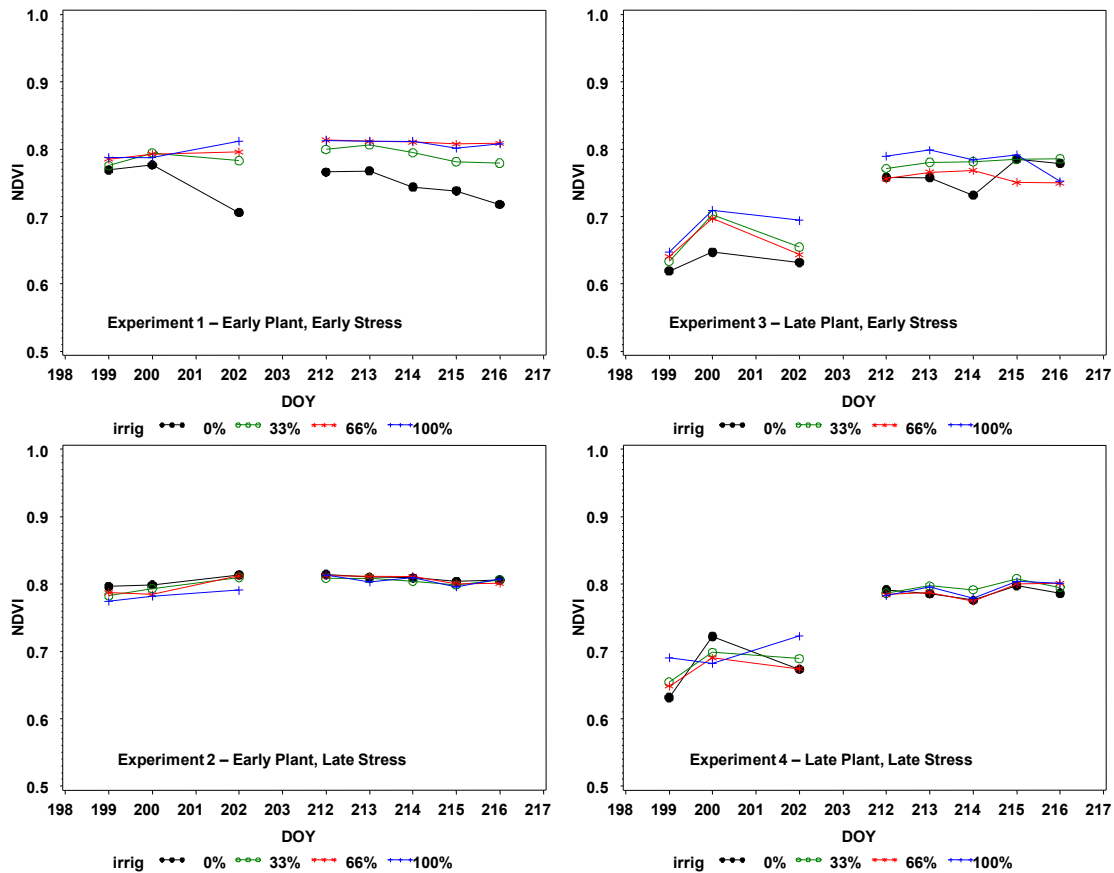 1.0
0.9
0.8
0.7
0.6
0.5
NDVI
Experiment 1 – Early Plant, Early Stress
198 199 200 201 202 212 213 214 215 216 217
DOY
irrig 0% 33% 66% 100%
1.0
0.9
0.8
0.7
0.6
0.5
NDVI
Experiment 3 – Late Plant, Early Stress
198 199 200 201 202 212 213 214 215 216 217
DOY
irrig 0% 33% 66% 100%
1.0
0.9
0.8
0.7
0.6
0.5
NDVI
Experiment 2 – Early Plant, Late Stress
198 199 200 202 203 212 213 214 215 216 217
DOY
irrig 0% 33% 66% 100%
1.0
0.9
0.8
0.7
0.6
0.5
NDVI
Experiment 4 – Late Plant, Late Stress
198 199 200 202 203 212 213 214 215 216 217
DOY
irrig 0% 33% 66% 100%